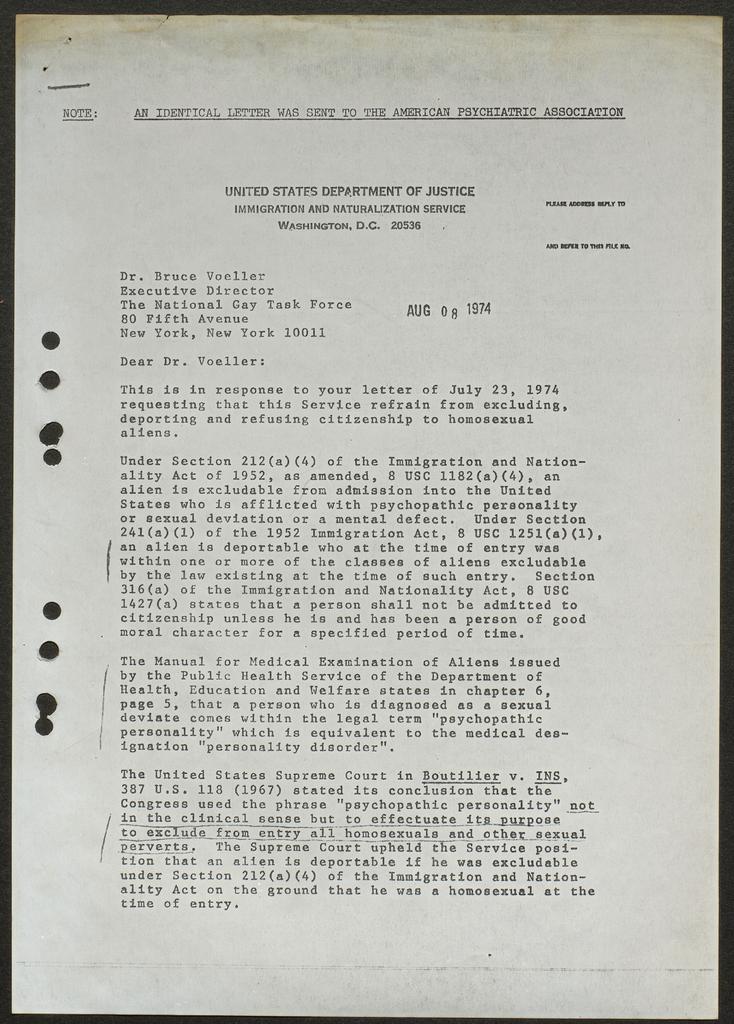 NOTE: AN IDENTICAL LETTER WAS SENT TO THE AMERICAN PSYCHIATRIC ASSOCIATION
UNITED STATES DEPARTMENT OF JUSTICE
IMMIGRATION AND NATURALIZATION SERVICE
WASHINGTON, D.C. 20536
PLEASE ADDRESS REPLY TO
AND REFER TO THIS FILE NO.
Dr. Bruce Voeller
Executive Director
The National Gay Task Force
80 Fifth Avenue
New York, New York 10011
AUG 08 1974
Dear Dr. Voeller:
This is in response to your letter of July 23, 1974
requesting that this Service refrain from excluding,
deporting and refusing citizenship to homosexual
aliens.
Under Section 212(a)(4) of the Immigration and Nation-
ality Act of 1952, as amended, 8 USC 1182(a)(4), an
alien is excludable from admission into the United
States who is afflicted with psychopathic personality
or sexual deviation or a mental defect. Under Section
241(a)(1) of the 1952 Immigration Act, 8 USC 1251(a)(1),
an alien is deportable who at the time of entry was
within one or more of the classes of aliens excludable
by the law existing at the time of such entry. Section
316(a) of the Immigration and Nationality Act, 8 USC
1427(a) states that a person shall not be admitted to
citizenship unless he is and has been a person of good
moral character for a specified period of time.
The Manual for Medical Examination of Aliens issued
by the Public Health Service of the Department of
Health, Education and Welfare states in chapter 6,
page 5, that a person who is diagnosed as a sexual
deviate comes within the legal term "psychopathic
personality" which is equivalent to the medical des-
ignation "personality disorder".
The United States Supreme Court in Boutilier v. INS,
387 U.S. 118 (1967) stated its conclusion that the
Congress used the phrase "psychopathic personality" not
in the clinical sense but to effectuate its purpose
to exclude from entry all homosexuals and other sexual
perverts. The Supreme Court upheld the Service posi-
tion that an alien is deportable if he was excludable
under Section 212(a)(4) of the Immigration and Nation-
ality Act on the ground that he was a homosexual at the
time of entry.